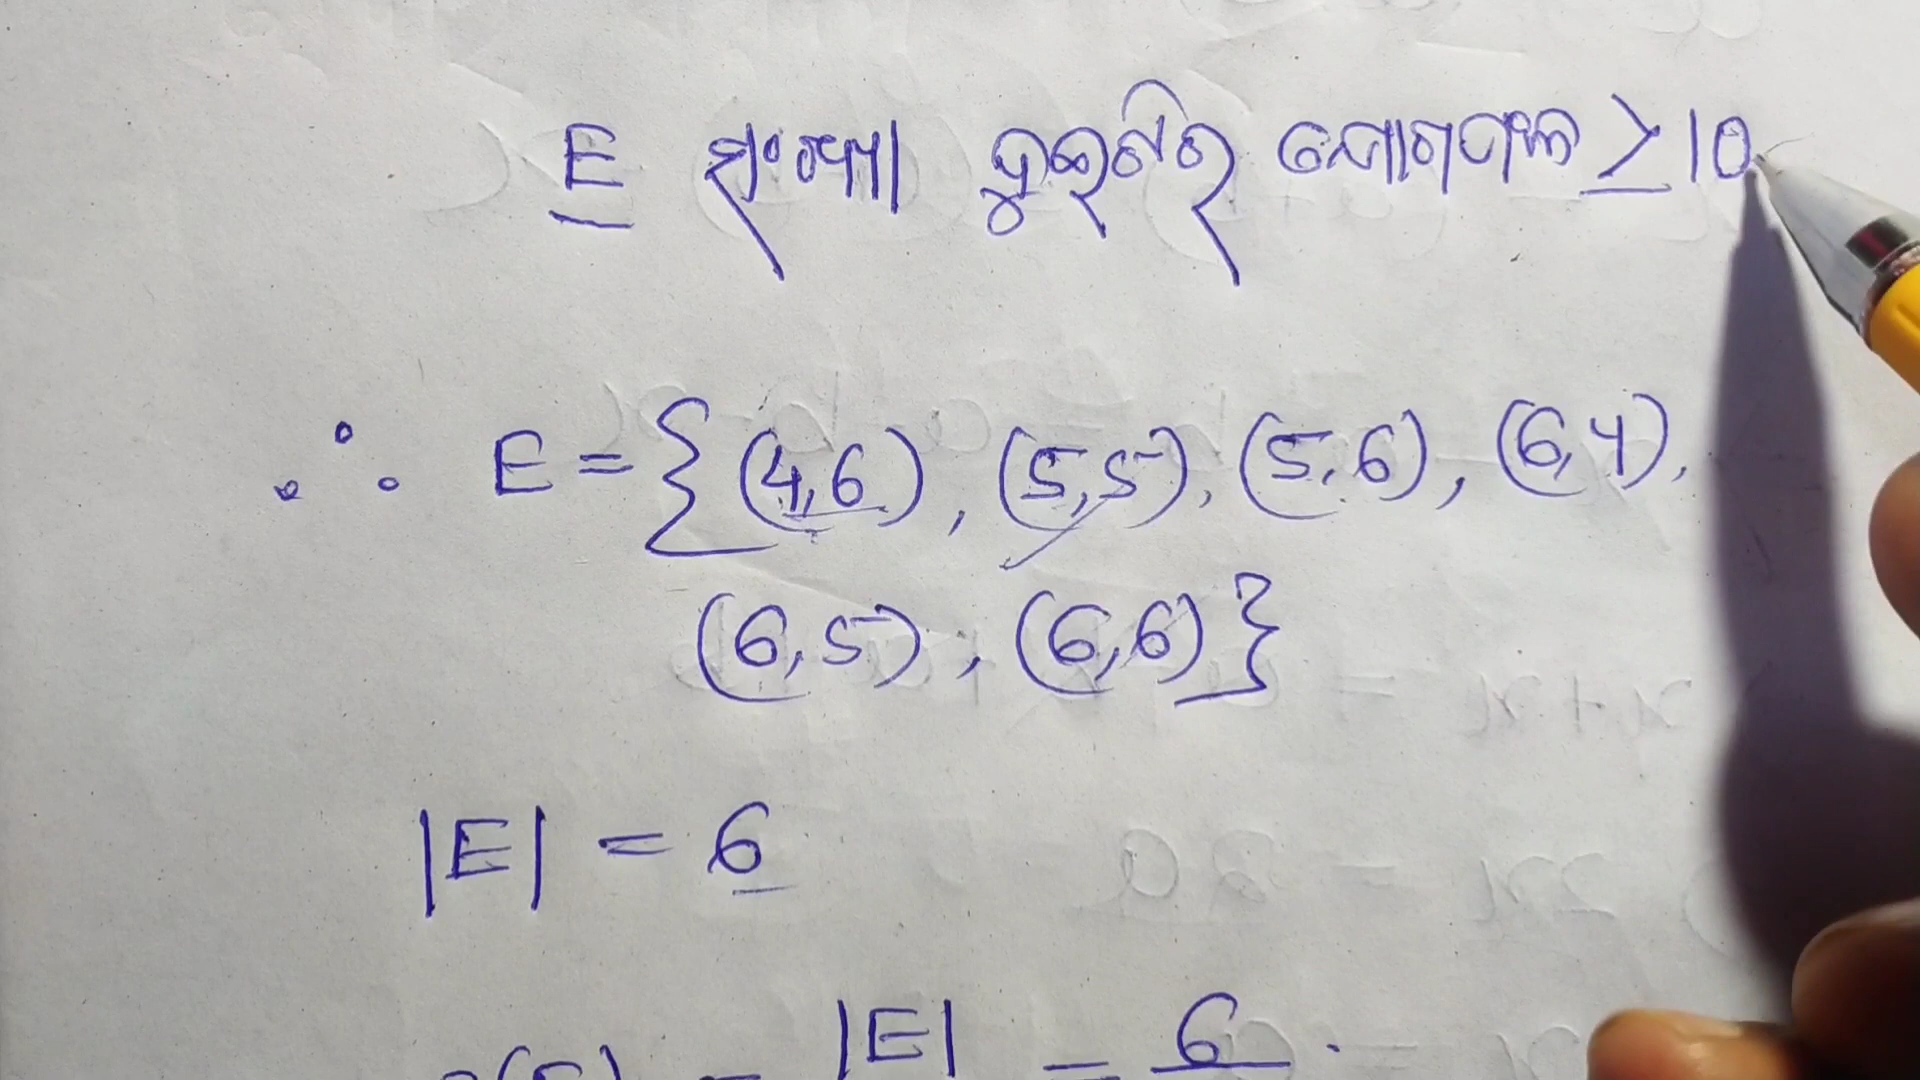 E ସଂଖ୍ୟା ଦୁଇଟିର ଯୋଗଫଳ ≥ 10
∴ E = {(4,6), (5,5), (5,6), (6,4),
(6,5), (6,6)}
|E| = 6
|E| = 6